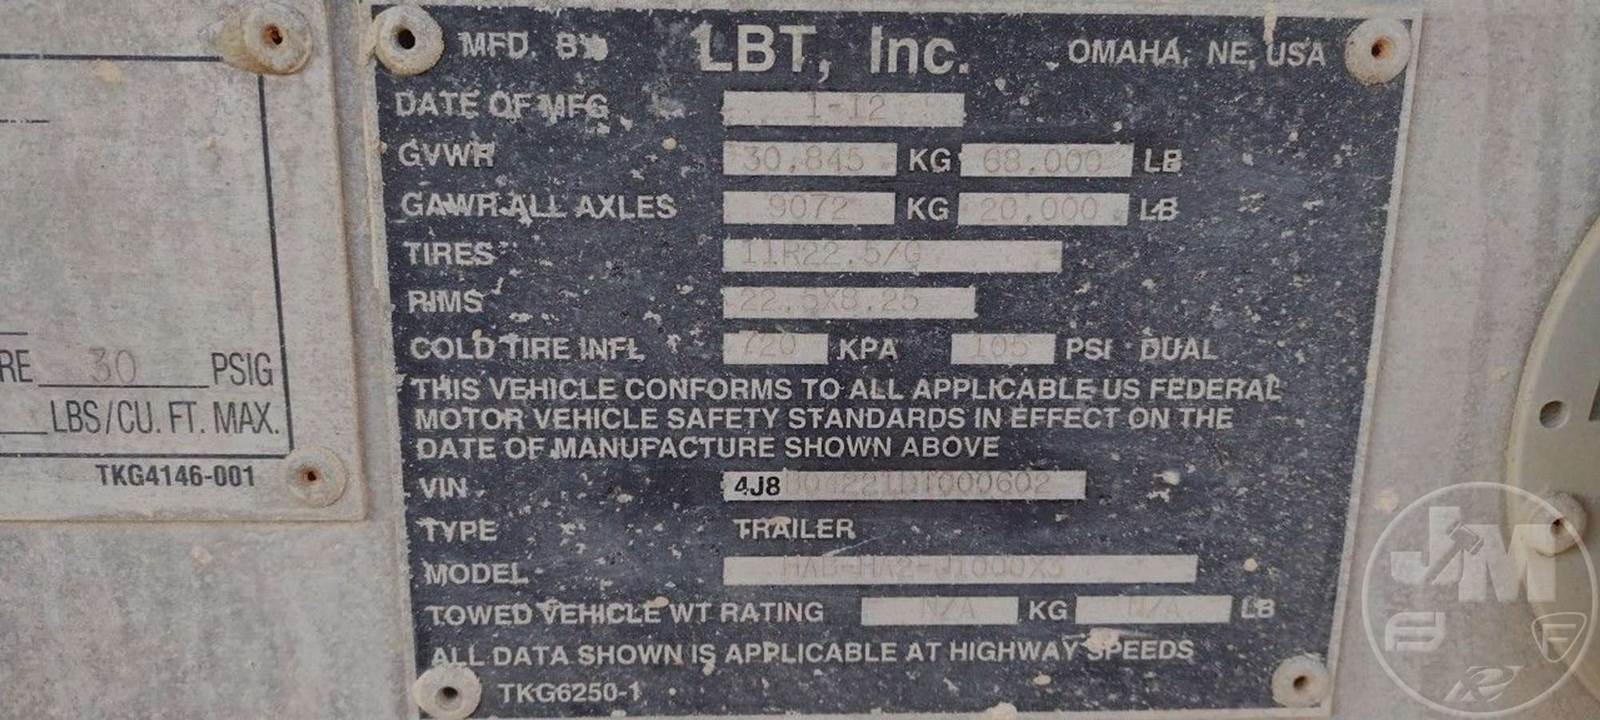 MFD. BY LBT, Inc. OMAHA, NE, USA
DATE OF MFG 1-12
GVWR 30,845 KG 68,000 LB
GAWR ALL AXLES 9072 KG 20,000 LB
TIRES 11R22.5/G
RIMS 22.5X8.25
COLD TIRE INFL 720 KPA 105 PSI DUAL
THIS VEHICLE CONFORMS TO ALL APPLICABLE US FEDERAL
MOTOR VEHICLE SAFETY STANDARDS IN EFFECT ON THE
DATE OF MANUFACTURE SHOWN ABOVE
VIN 4J8
TYPE TRAILER
MODEL
TOWED VEHICLE WT RATING N/A KG N/A LB
ALL DATA SHOWN IS APPLICABLE AT HIGHWAY SPEEDS
TKG6250-1
30 PSIG
LBS/CU. FT. MAX.
TKG4146-001
JM